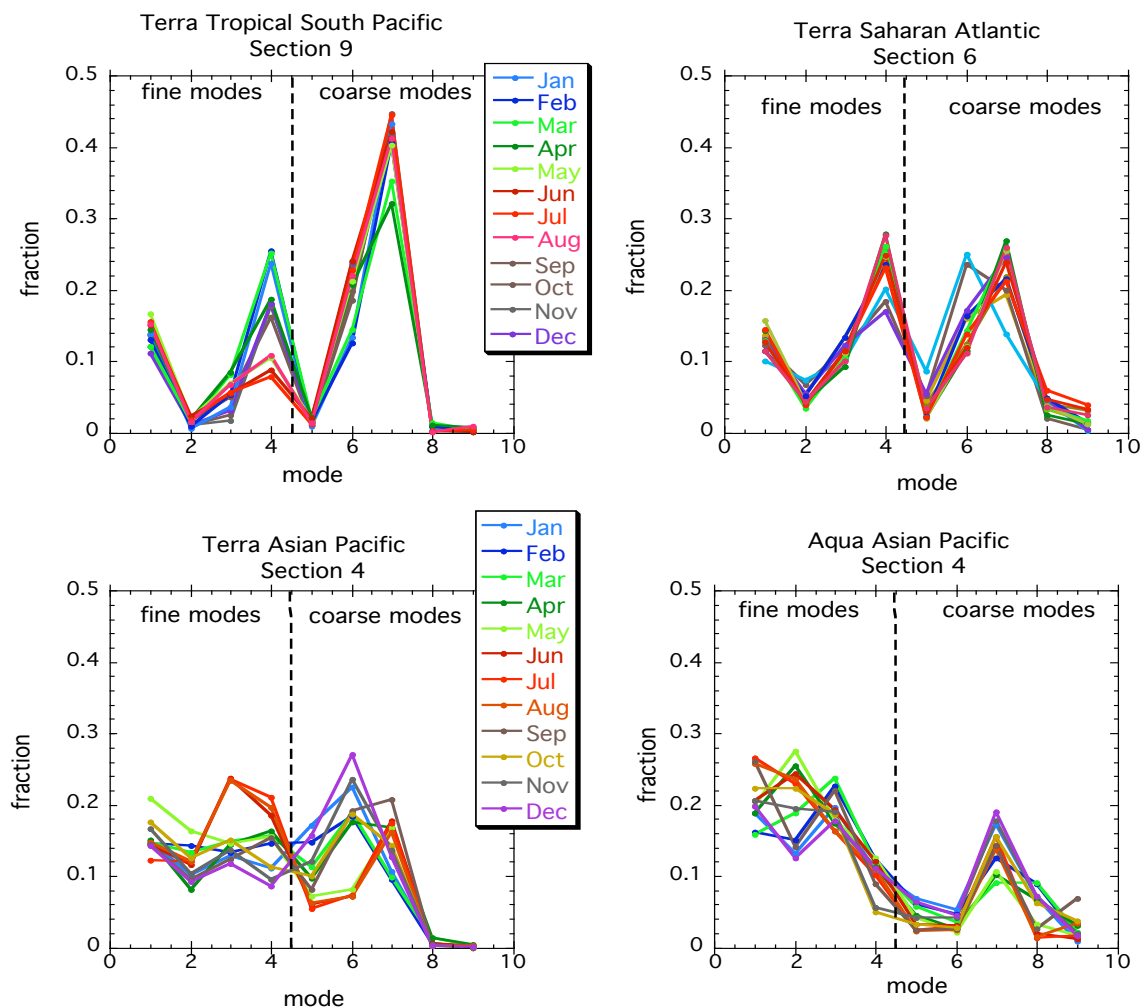 Terra Tropical South Pacific
Section 9
0.5
0.4
0.3
0.2
0.1
0
fraction
fine modes
coarse modes
0 2 4 6 8 10
mode
Jan
Feb
Mar
Apr
May
Jun
Jul
Aug
Sep
Oct
Nov
Dec
Terra Saharan Atlantic
Section 6
0.5
0.4
0.3
0.2
0.1
0
fraction
fine modes
coarse modes
0 2 4 6 8 10
mode
Terra Asian Pacific
Section 4
0.5
0.4
0.3
0.2
0.1
0
fraction
fine modes
coarse modes
0 2 4 6 8 10
mode
Jan
Feb
Mar
Apr
May
Jun
Jul
Aug
Sep
Oct
Nov
Dec
Aqua Asian Pacific
Section 4
0.5
0.4
0.3
0.2
0.1
0
fraction
fine modes
coarse modes
0 2 4 6 8 10
mode